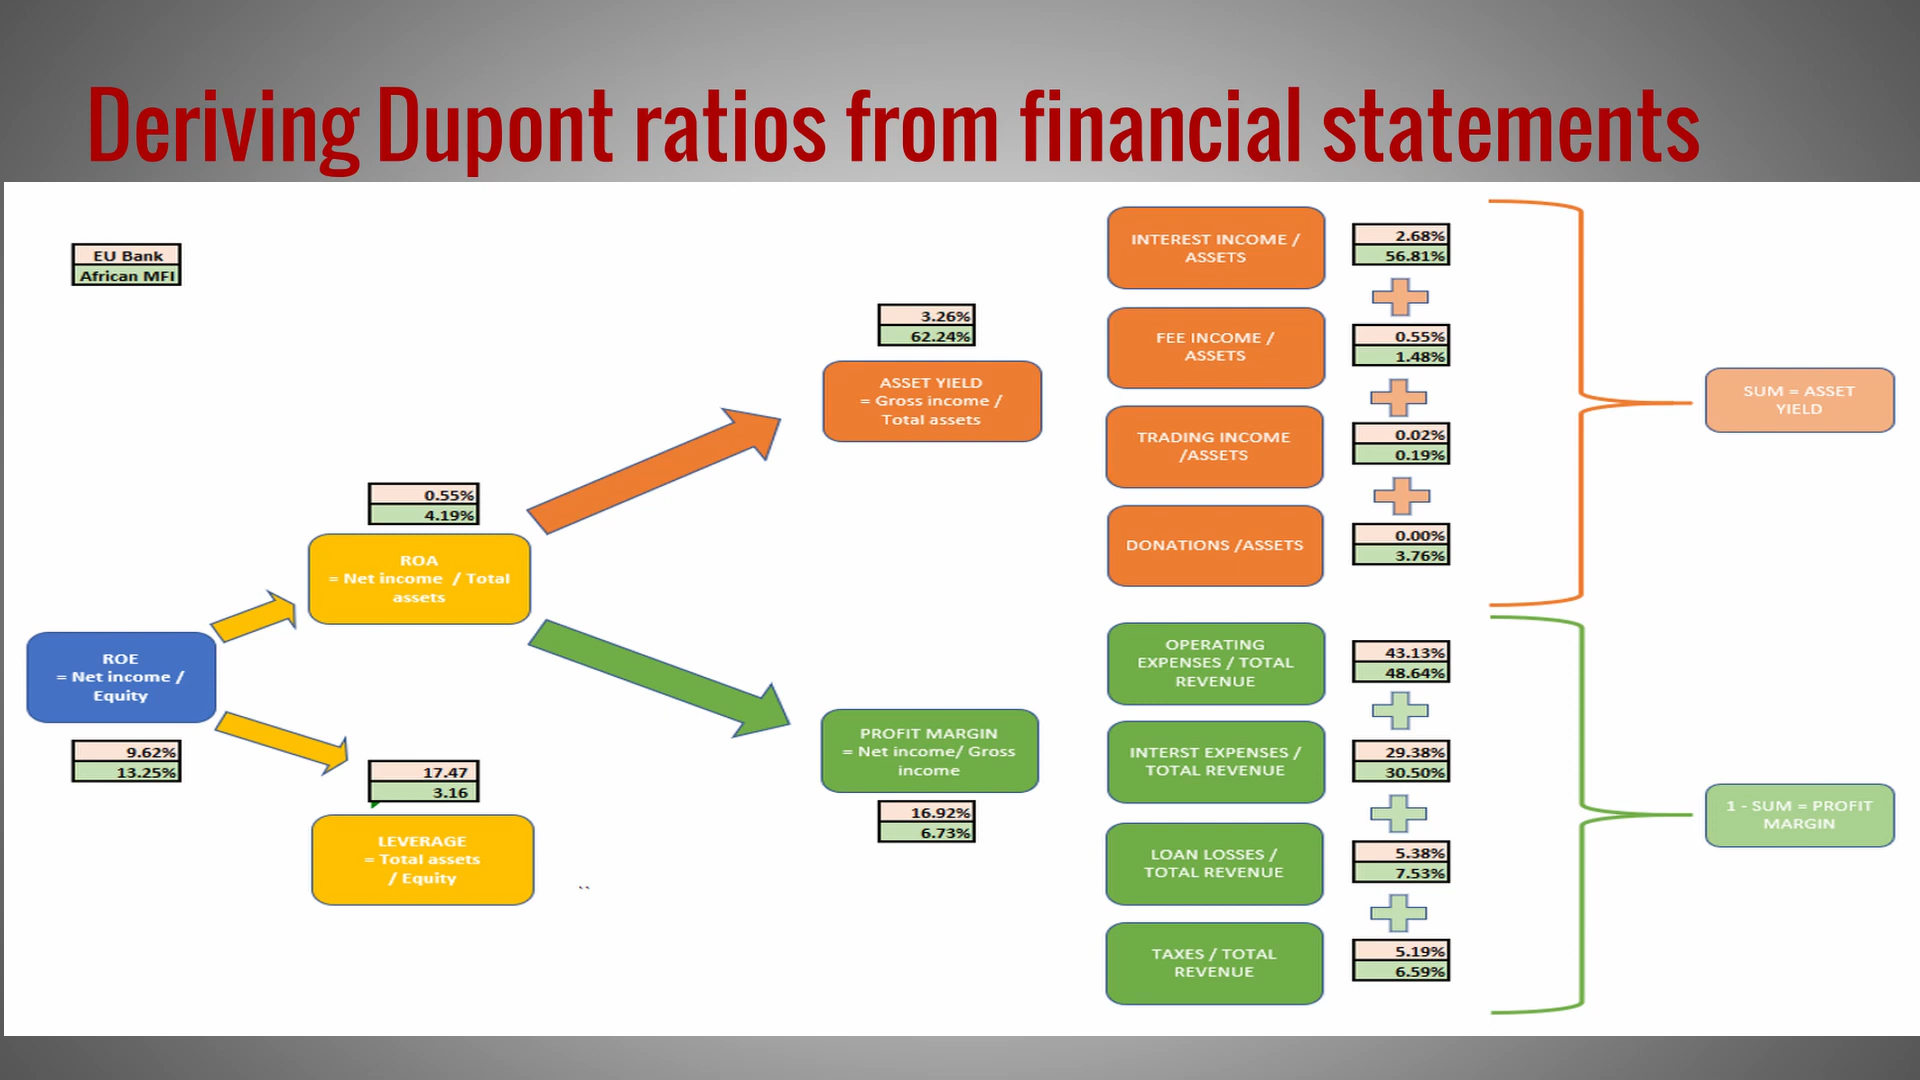 Deriving Dupont ratios from financial statements
EU Bank
African MFI
ROE
= Net income /
Equity
9.62%
13.25%
0.55%
4.19%
ROA
= Net income / Total
assets
17.47
3.16
LEVERAGE
= Total assets
/ Equity
``
3.26%
62.24%
ASSET YIELD
= Gross income /
Total assets
PROFIT MARGIN
= Net income/ Gross
income
16.92%
6.73%
INTEREST INCOME /
ASSETS
2.68%
56.81%
FEE INCOME /
ASSETS
0.55%
1.48%
TRADING INCOME
/ASSETS
0.02%
0.19%
DONATIONS /ASSETS
0.00%
3.76%
SUM = ASSET
YIELD
OPERATING
EXPENSES / TOTAL
REVENUE
43.13%
48.64%
INTERST EXPENSES /
TOTAL REVENUE
29.38%
30.50%
LOAN LOSSES /
TOTAL REVENUE
5.38%
7.53%
TAXES / TOTAL
REVENUE
5.19%
6.59%
1 - SUM = PROFIT
MARGIN